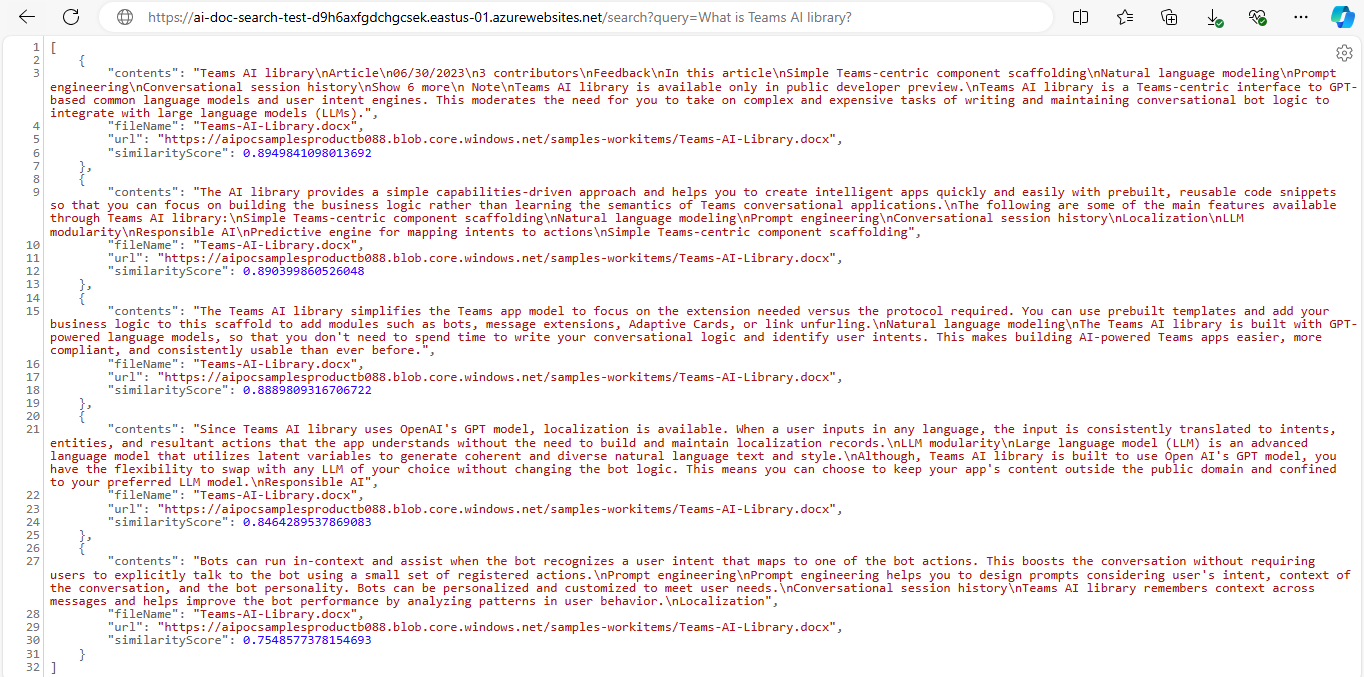 https://ai-doc-search-test-d9h6axfgdchgcsek.eastus-01.azurewebsites.net/search?query=What is Teams AI library?
1 [
2 {
3 "contents": "Teams AI library\nArticle\n06/30/2023\n3 contributors\nFeedback\nIn this article\nSimple Teams-centric component scaffolding\nNatural language modeling\nPrompt
engineering\nConversational session history\nShow 6 more\n Note\nTeams AI library is available only in public developer preview.\nTeams AI library is a Teams-centric interface to GPT-
based common language models and user intent engines. This moderates the need for you to take on complex and expensive tasks of writing and maintaining conversational bot logic to
integrate with large language models (LLMs).",
4 "fileName": "Teams-AI-Library.docx",
5 "url": "https://aipocsamplesproductb088.blob.core.windows.net/samples-workitems/Teams-AI-Library.docx",
6 "similarityScore": 0.8949841098013692
7 },
8 {
9 "contents": "The AI library provides a simple capabilities-driven approach and helps you to create intelligent apps quickly and easily with prebuilt, reusable code snippets
so that you can focus on building the business logic rather than learning the semantics of Teams conversational applications.\nThe following are some of the main features available
through Teams AI library:\nSimple Teams-centric component scaffolding\nNatural language modeling\nPrompt engineering\nConversational session history\nLocalization\nLLM
modularity\nResponsible AI\nPredictive engine for mapping intents to actions\nSimple Teams-centric component scaffolding",
10 "fileName": "Teams-AI-Library.docx",
11 "url": "https://aipocsamplesproductb088.blob.core.windows.net/samples-workitems/Teams-AI-Library.docx",
12 "similarityScore": 0.890399860526048
13 },
14 {
15 "contents": "The Teams AI library simplifies the Teams app model to focus on the extension needed versus the protocol required. You can use prebuilt templates and add your
business logic to this scaffold to add modules such as bots, message extensions, Adaptive Cards, or link unfurling.\nNatural language modeling\nThe Teams AI library is built with GPT-
powered language models, so that you don't need to spend time to write your conversational logic and identify user intents. This makes building AI-powered Teams apps easier, more
compliant, and consistently usable than ever before.",
16 "fileName": "Teams-AI-Library.docx",
17 "url": "https://aipocsamplesproductb088.blob.core.windows.net/samples-workitems/Teams-AI-Library.docx",
18 "similarityScore": 0.8889809316706722
19 },
20 {
21 "contents": "Since Teams AI library uses OpenAI's GPT model, localization is available. When a user inputs in any language, the input is consistently translated to intents,
entities, and resultant actions that the app understands without the need to build and maintain localization records.\nLLM modularity\nLarge language model (LLM) is an advanced
language model that utilizes latent variables to generate coherent and diverse natural language text and style.\nAlthough, Teams AI library is built to use Open AI's GPT model, you
have the flexibility to swap with any LLM of your choice without changing the bot logic. This means you can choose to keep your app's content outside the public domain and confined
to your preferred LLM model.\nResponsible AI",
22 "fileName": "Teams-AI-Library.docx",
23 "url": "https://aipocsamplesproductb088.blob.core.windows.net/samples-workitems/Teams-AI-Library.docx",
24 "similarityScore": 0.8464289537869083
25 },
26 {
27 "contents": "Bots can run in-context and assist when the bot recognizes a user intent that maps to one of the bot actions. This boosts the conversation without requiring
users to explicitly talk to the bot using a small set of registered actions.\nPrompt engineering\nPrompt engineering helps you to design prompts considering user's intent, context of
the conversation, and the bot personality. Bots can be personalized and customized to meet user needs.\nConversational session history\nTeams AI library remembers context across
messages and helps improve the bot performance by analyzing patterns in user behavior.\nLocalization",
28 "fileName": "Teams-AI-Library.docx",
29 "url": "https://aipocsamplesproductb088.blob.core.windows.net/samples-workitems/Teams-AI-Library.docx",
30 "similarityScore": 0.7548577378154693
31 }
32 ]